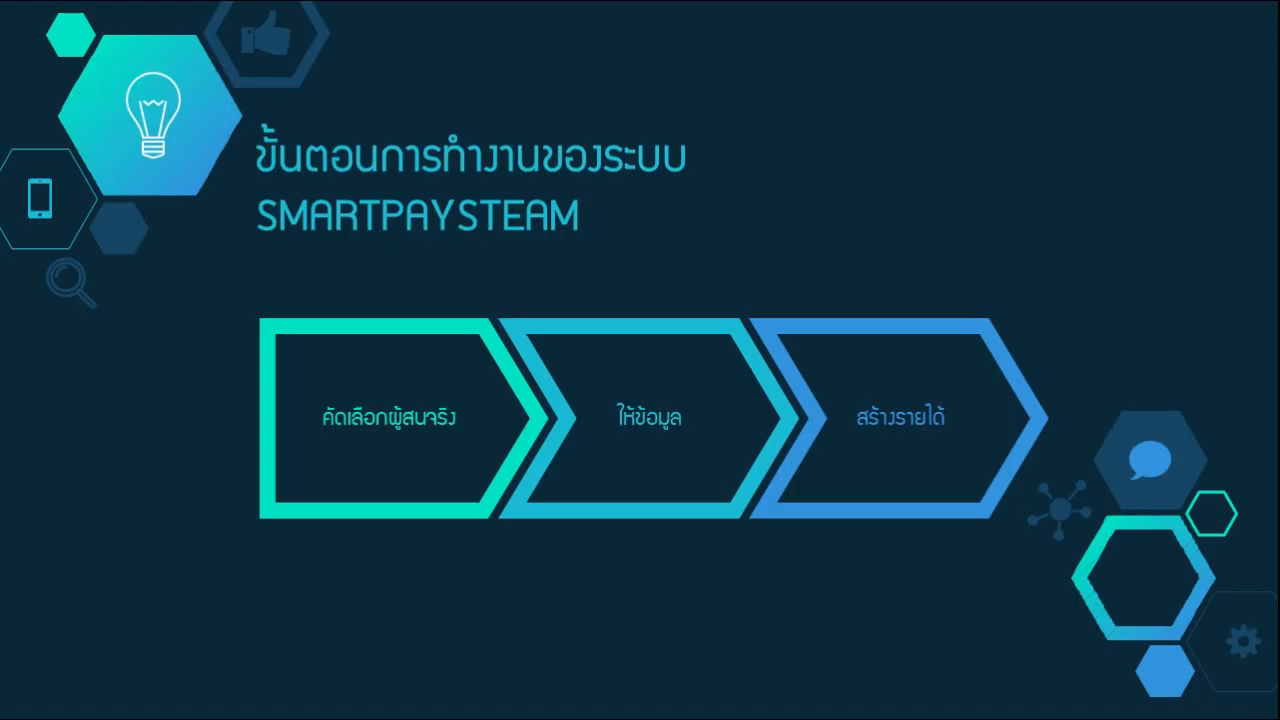 ขั้นตอนการทำงานของระบบ
SMARTPAYSTEAM
คัดเลือกผู้สนจริง
ให้ข้อมูล
สร้างรายได้